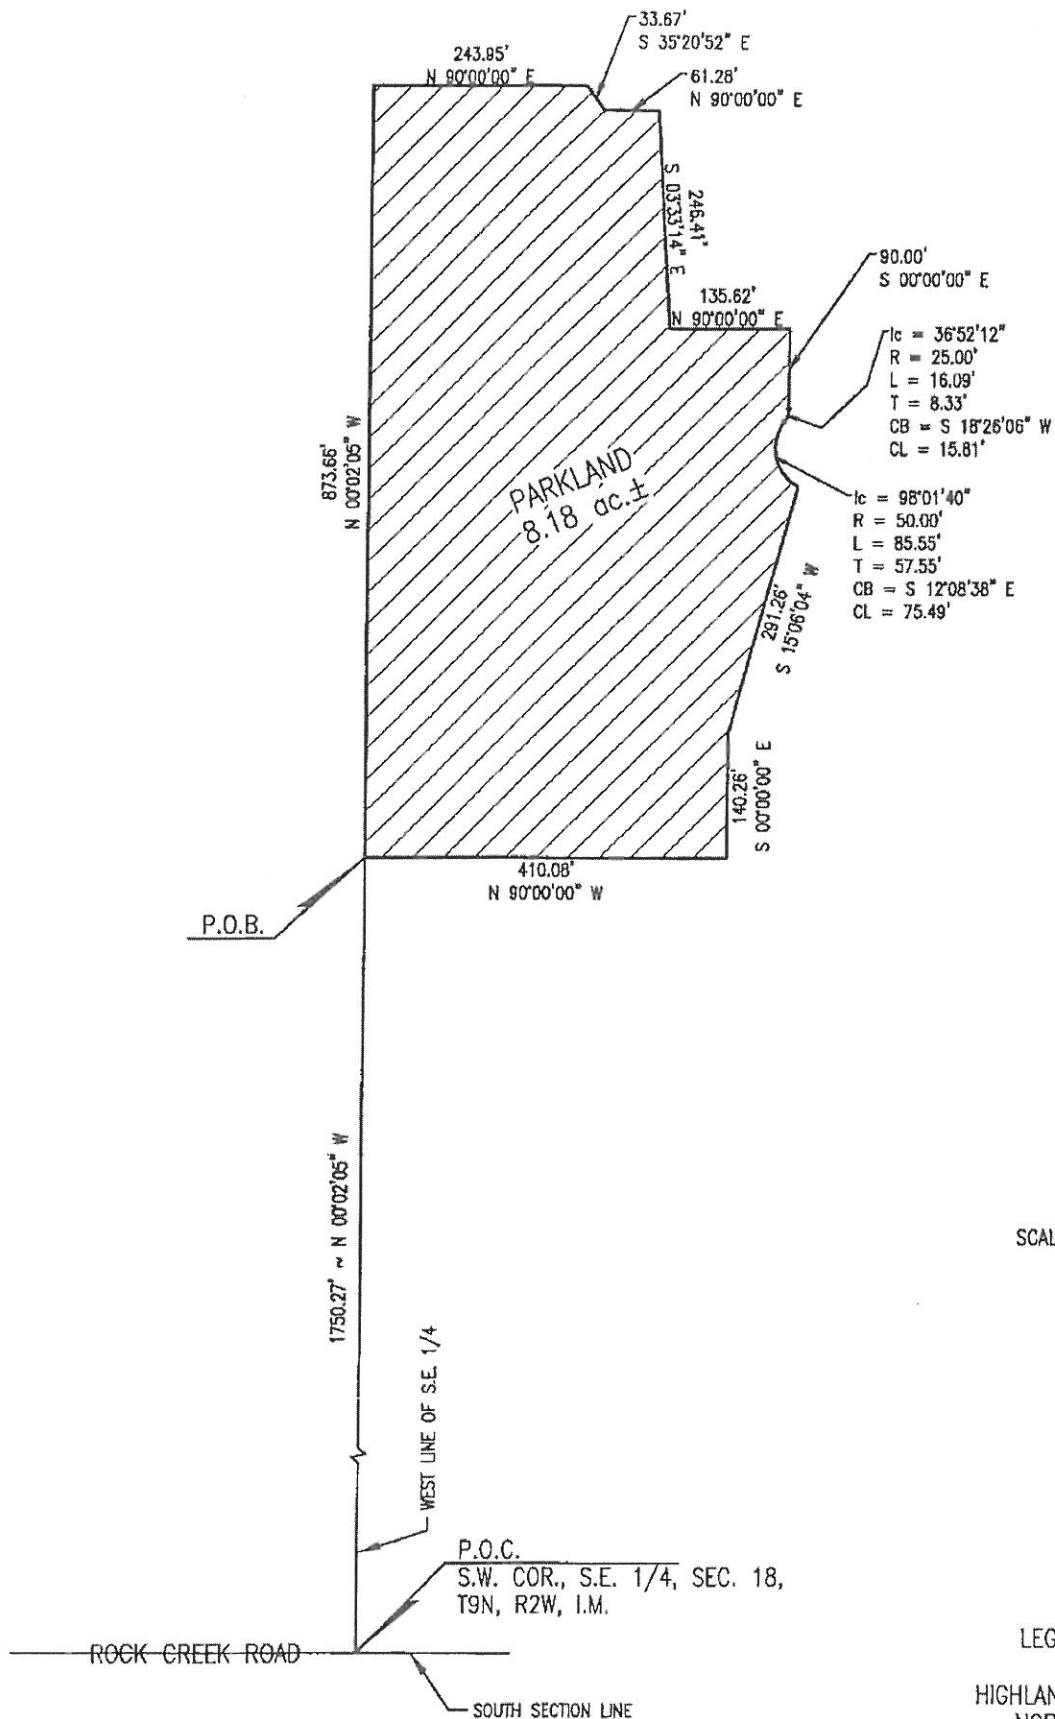 33.67'
S 35°20'52" E
243.95'
N 90°00'00" E
61.28'
N 90°00'00" E
246.41'
S 03°33'14" E
90.00'
S 00°00'00" E
135.62'
N 90°00'00" E
Ic = 36°52'12"
R = 25.00'
L = 16.09'
T = 8.33'
CB = S 18°26'06" W
CL = 15.81'
873.66'
N 00°02'05" W
PARKLAND
8.18 ac.±
Ic = 98°01'40"
R = 50.00'
L = 85.55'
T = 57.55'
CB = S 12°08'38" E
CL = 75.49'
291.26'
S 15°06'04" W
140.26'
S 00°00'00" E
410.08'
N 90°00'00" W
P.O.B.
1750.27' ~ N 00°02'05" W
SCAL
WEST LINE OF S.E. 1/4
P.O.C.
S.W. COR., S.E. 1/4, SEC. 18,
T9N, R2W, I.M.
ROCK CREEK ROAD
LEG
SOUTH SECTION LINE
HIGHLAN
NOR